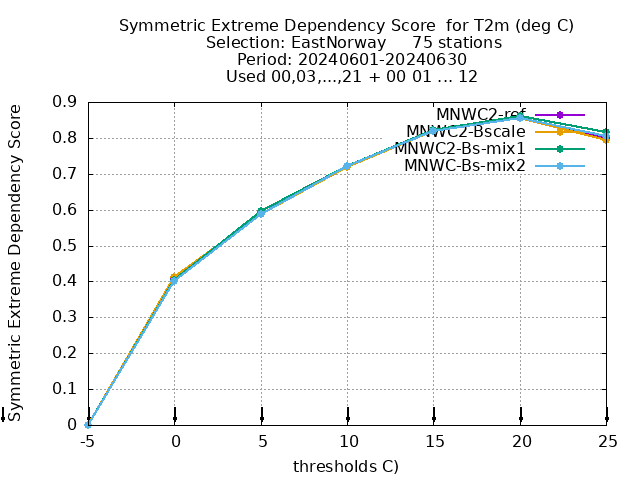 Symmetric Extreme Dependency Score  for T2m (deg C)
Selection: EastNorway     75 stations
Period: 20240601-20240630
Used 00,03,...,21 + 00 01 ... 12
Symmetric Extreme Dependency Score
0.9
0.8
0.7
0.6
0.5
0.4
0.3
0.2
0.1
0
MNWC2-ref
MNWC2-Bscale
MNWC2-Bs-mix1
MNWC-Bs-mix2
-5 0 5 10 15 20 25
thresholds C)